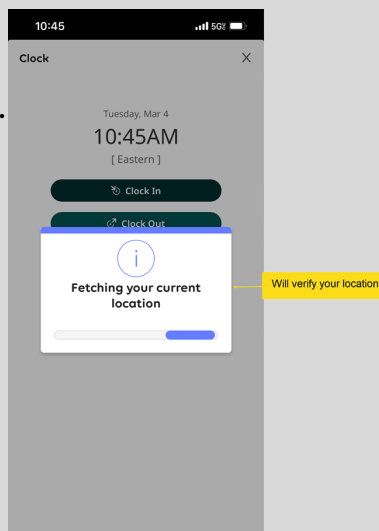 10:45
5G
Clock
X
Tuesday, Mar 4
10:45AM
[ Eastern ]
Clock In
Clock Out
i
Fetching your current
location
Will verify your location